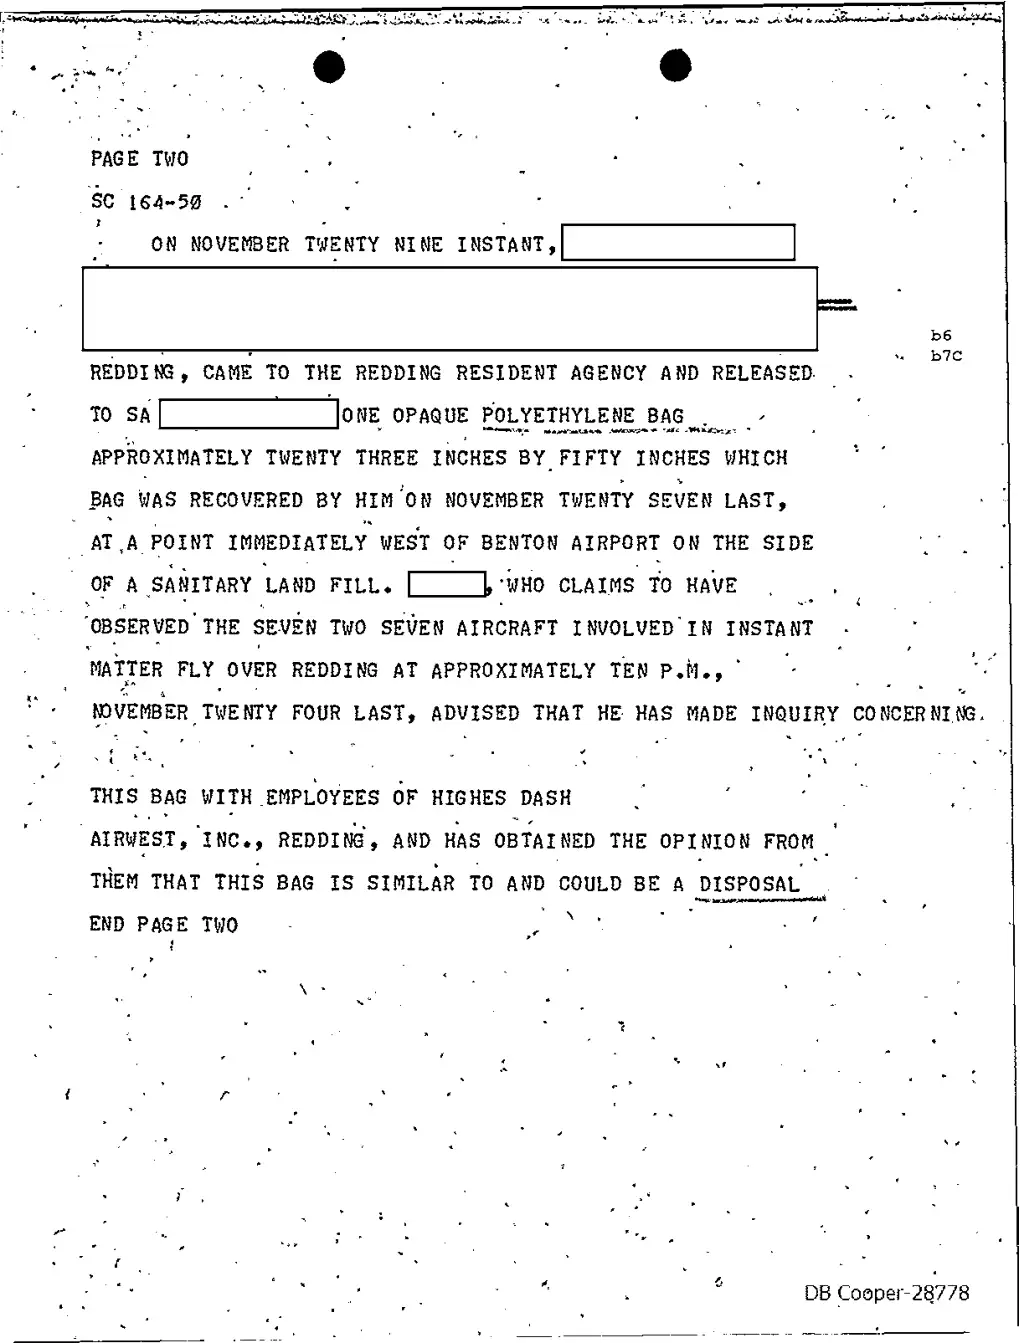 PAGE TWO
SC 164-50
ON NOVEMBER TWENTY NINE INSTANT,
b6
b7C
REDDING, CAME TO THE REDDING RESIDENT AGENCY AND RELEASED
TO SA ONE OPAQUE POLYETHYLENE BAG
APPROXIMATELY TWENTY THREE INCHES BY FIFTY INCHES WHICH
BAG WAS RECOVERED BY HIM ON NOVEMBER TWENTY SEVEN LAST,
AT A POINT IMMEDIATELY WEST OF BENTON AIRPORT ON THE SIDE
OF A SANITARY LAND FILL. , WHO CLAIMS TO HAVE
OBSERVED THE SEVEN TWO SEVEN AIRCRAFT INVOLVED IN INSTANT
MATTER FLY OVER REDDING AT APPROXIMATELY TEN P.M.,
NOVEMBER TWENTY FOUR LAST, ADVISED THAT HE HAS MADE INQUIRY CONCERNING
THIS BAG WITH EMPLOYEES OF HIGHES DASH
AIRWEST, INC., REDDING, AND HAS OBTAINED THE OPINION FROM
THEM THAT THIS BAG IS SIMILAR TO AND COULD BE A DISPOSAL
END PAGE TWO
DB Cooper-28778